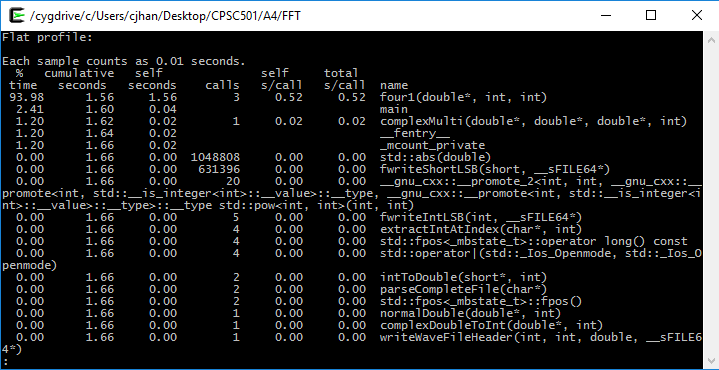 /cygdrive/c/Users/cjhan/Desktop/CPSC501/A4/FFT
Flat profile:
Each sample counts as 0.01 seconds.
  %   cumulative   self              self     total
 time   seconds   seconds    calls   s/call   s/call  name
 93.98      1.56     1.56        3     0.52     0.52  four1(double*, int, int)
  2.41      1.60     0.04                             main
  1.20      1.62     0.02        1     0.02     0.02  complexMulti(double*, double*, double*, int)
  1.20      1.64     0.02                             __fentry__
  1.20      1.66     0.02                             _mcount_private
  0.00      1.66     0.00  1048808     0.00     0.00  std::abs(double)
  0.00      1.66     0.00   631396     0.00     0.00  fwriteShortLSB(short, __sFILE64*)
  0.00      1.66     0.00       20     0.00     0.00  __gnu_cxx::__promote_2<int, int, __gnu_cxx::__
promote<int, std::__is_integer<int>::__value>::__type, __gnu_cxx::__promote<int, std::__is_integer<i
nt>::__value>::__type>::__type std::pow<int, int>(int, int)
  0.00      1.66     0.00        5     0.00     0.00  fwriteIntLSB(int, __sFILE64*)
  0.00      1.66     0.00        4     0.00     0.00  extractIntAtIndex(char*, int)
  0.00      1.66     0.00        4     0.00     0.00  std::fpos<_mbstate_t>::operator long() const
  0.00      1.66     0.00        4     0.00     0.00  std::operator|(std::_Ios_Openmode, std::_Ios_O
penmode)
  0.00      1.66     0.00        2     0.00     0.00  intToDouble(short*, int)
  0.00      1.66     0.00        2     0.00     0.00  parseCompleteFile(char*)
  0.00      1.66     0.00        2     0.00     0.00  std::fpos<_mbstate_t>::fpos()
  0.00      1.66     0.00        1     0.00     0.00  normalDouble(double*, int)
  0.00      1.66     0.00        1     0.00     0.00  complexDoubleToInt(double*, int)
  0.00      1.66     0.00        1     0.00     0.00  writeWaveFileHeader(int, int, double, __sFILE6
4*)
: